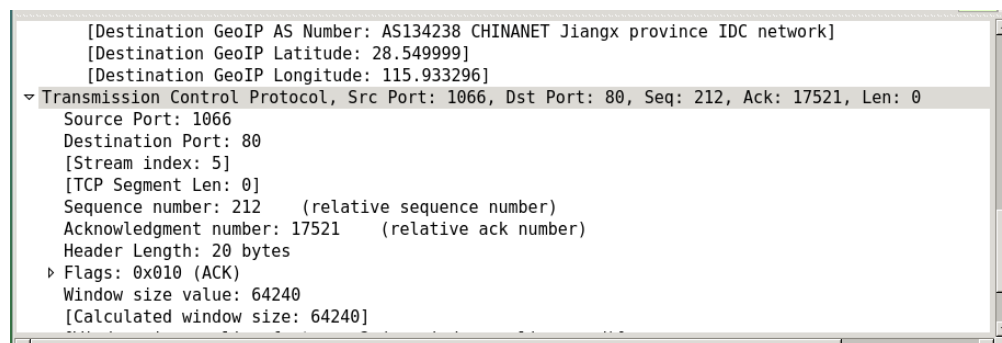 [Destination GeoIP AS Number: AS134238 CHINANET Jiangx province IDC network]
[Destination GeoIP Latitude: 28.549999]
[Destination GeoIP Longitude: 115.933296]
Transmission Control Protocol, Src Port: 1066, Dst Port: 80, Seq: 212, Ack: 17521, Len: 0
Source Port: 1066
Destination Port: 80
[Stream index: 5]
[TCP Segment Len: 0]
Sequence number: 212    (relative sequence number)
Acknowledgment number: 17521    (relative ack number)
Header Length: 20 bytes
Flags: 0x010 (ACK)
Window size value: 64240
[Calculated window size: 64240]